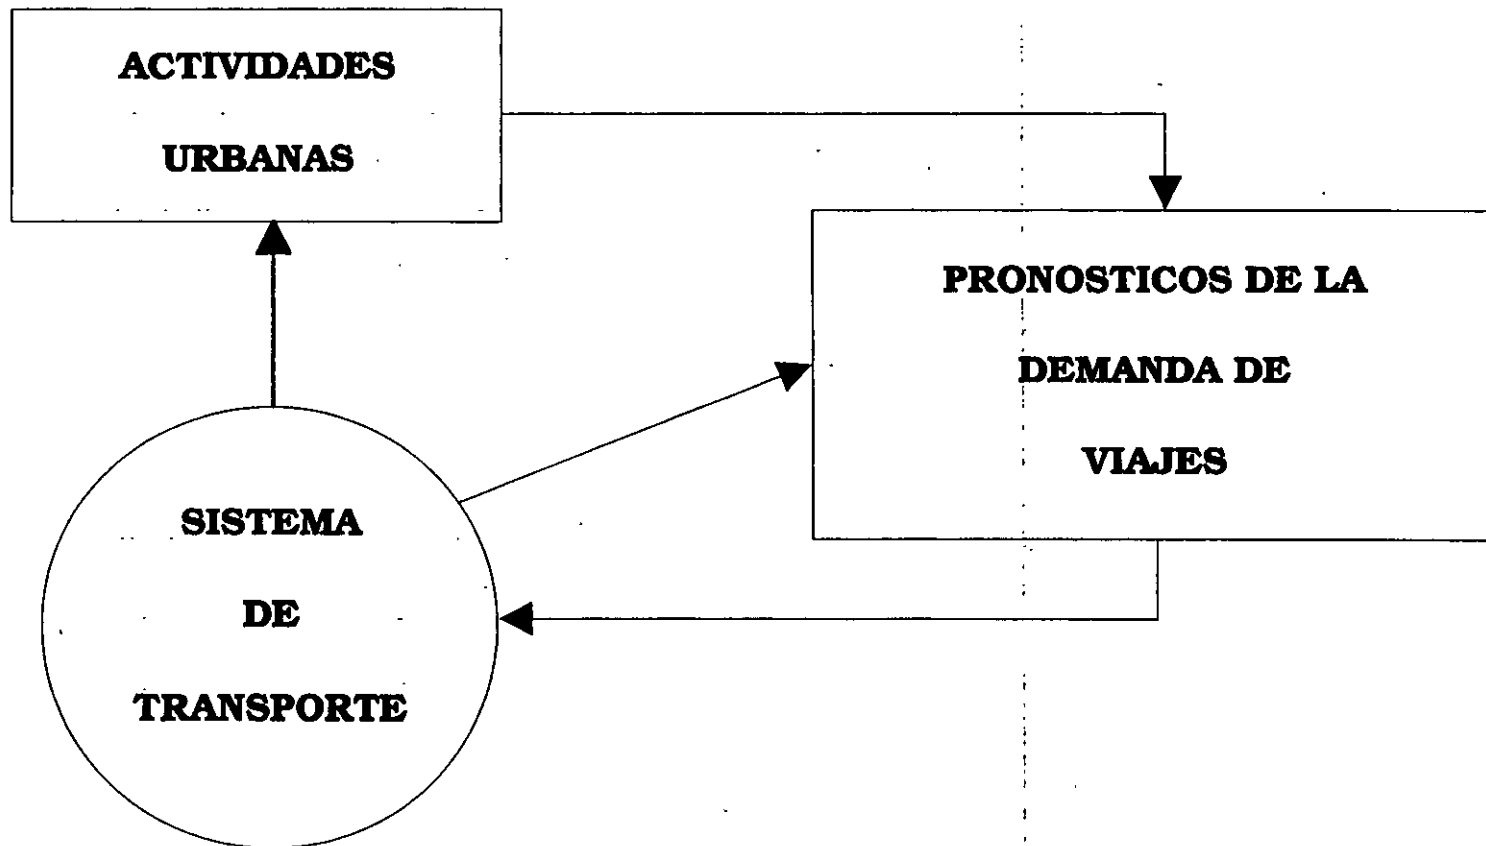 ACTIVIDADES
URBANAS
PRONOSTICOS DE LA
DEMANDA DE
VIAJES
SISTEMA
DE
TRANSPORTE